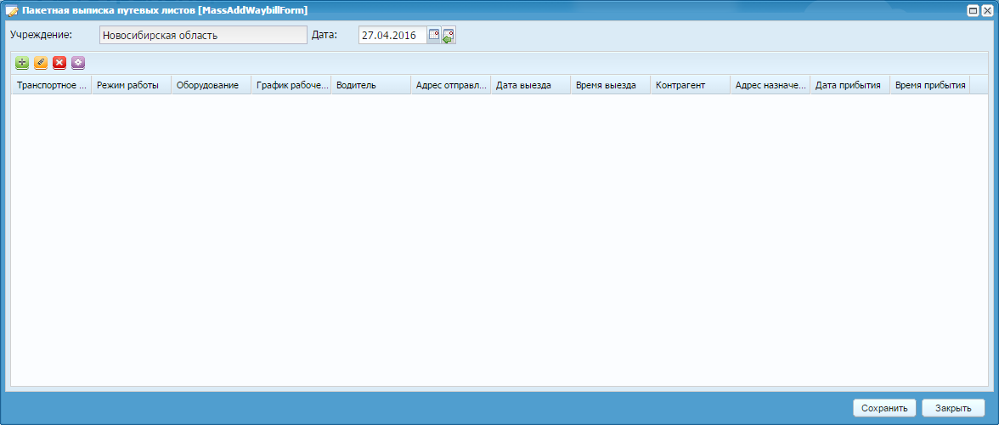 Пакетная выписка путевых листов [MassAddWaybillForm]
Учреждение: Новосибирская область Дата: 27.04.2016
Транспортное ... Режим работы Оборудование График рабоче... Водитель Адрес отправл... Дата выезда Время выезда Контрагент Адрес назначе... Дата прибытия Время прибытия
Сохранить Закрыть